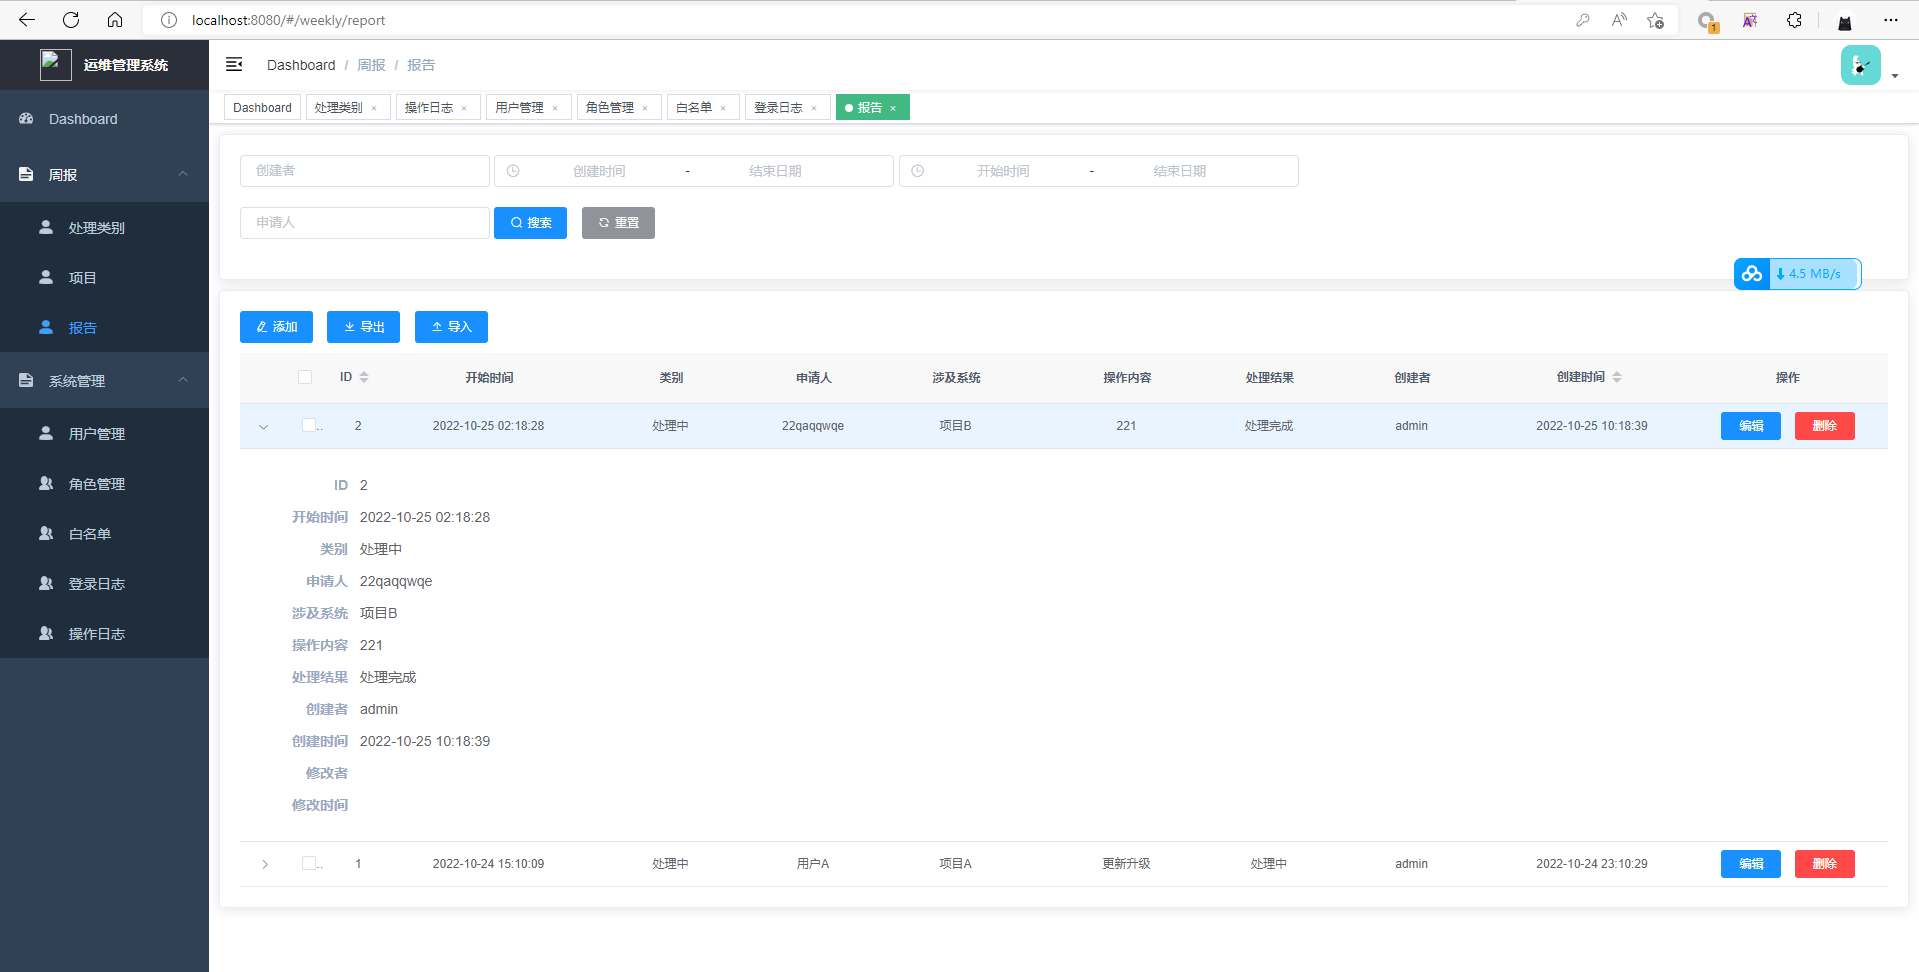 localhost:8080/#/weekly/report
1
运维管理系统
Dashboard / 周报 / 报告
Dashboard 处理类别 × 操作日志 × 用户管理 × 角色管理 × 白名单 × 登录日志 × 报告 ×
Dashboard
周报
处理类别
项目
报告
系统管理
用户管理
角色管理
白名单
登录日志
操作日志
创建者 创建时间 - 结束日期 开始时间 - 结束日期
申请人 搜索 重置
4.5 MB/s
添加 导出 导入
ID 开始时间 类别 申请人 涉及系统 操作内容 处理结果 创建者 创建时间 操作
.. 2 2022-10-25 02:18:28 处理中 22qaqqwqe 项目B 221 处理完成 admin 2022-10-25 10:18:39 编辑 删除
ID 2
开始时间 2022-10-25 02:18:28
类别 处理中
申请人 22qaqqwqe
涉及系统 项目B
操作内容 221
处理结果 处理完成
创建者 admin
创建时间 2022-10-25 10:18:39
修改者
修改时间
.. 1 2022-10-24 15:10:09 处理中 用户A 项目A 更新升级 处理中 admin 2022-10-24 23:10:29 编辑 删除